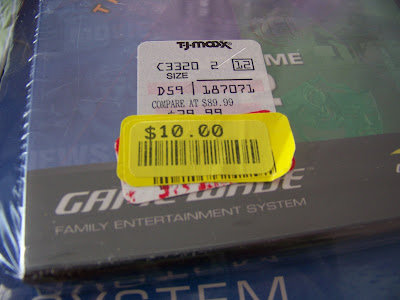 T·J·maxx
C3320 2 12
SIZE
D59 187071
COMPARE AT $89.99
$10.00
GAME WAVE
FAMILY ENTERTAINMENT SYSTEM
SYSTEM